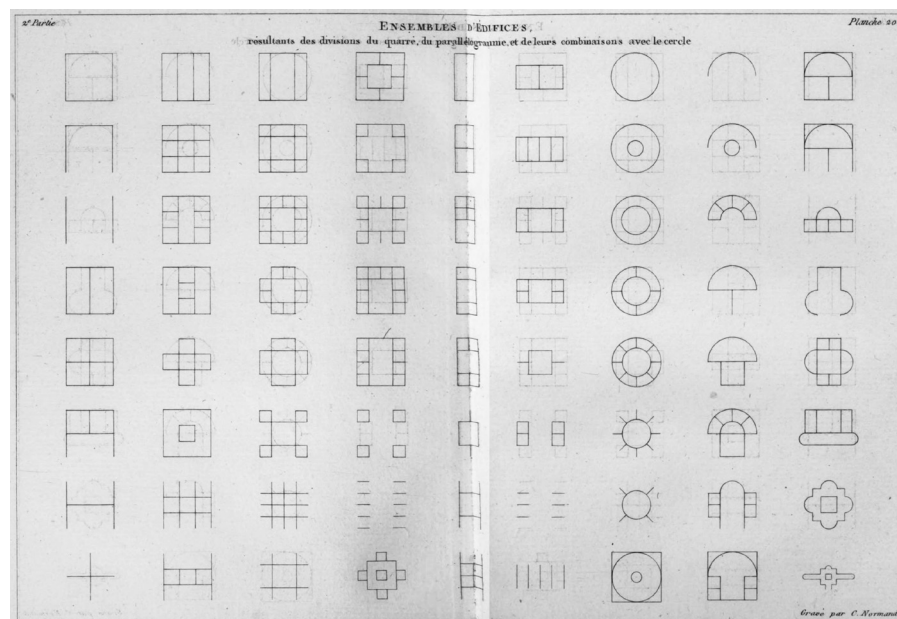 2e Partie
ENSEMBLES D'EDIFICES,
Planche 20
résultants des divisions du quarré, du parallélogramme, et de leurs combinaisons avec le cercle
Gravé par C. Normand